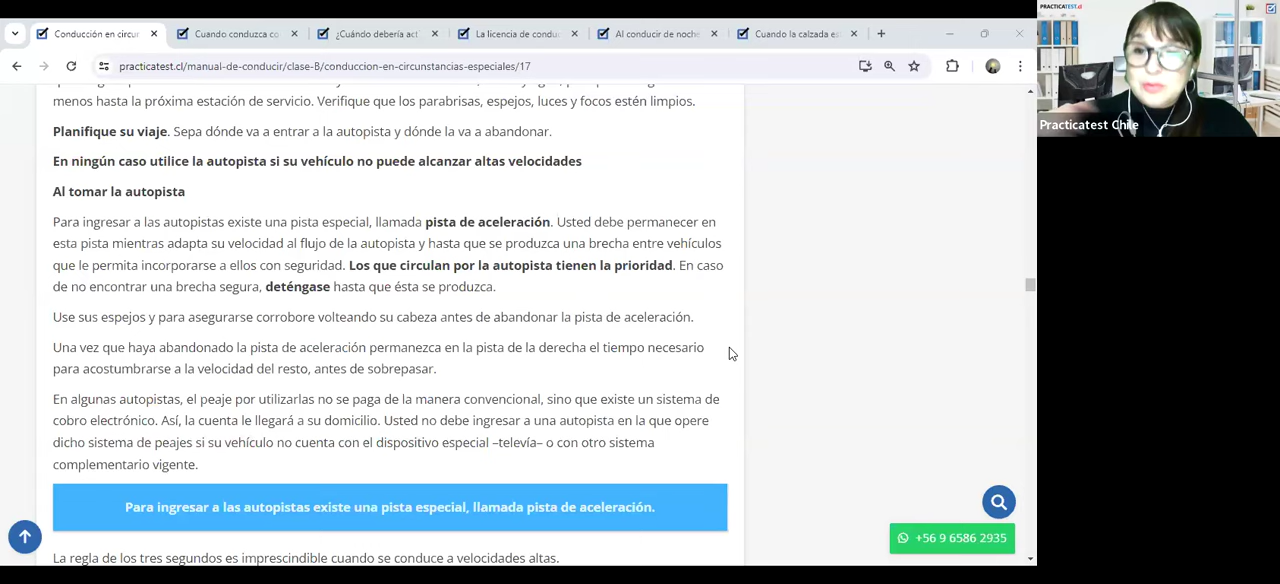 Conducción en circur
Cuando conduzca co
¿Cuándo debería act
La licencia de condu
Al conducir de noche
Cuando la calzada es
practicatest.cl/manual-de-conducir/clase-B/conduccion-en-circunstancias-especiales/17
menos hasta la próxima estación de servicio. Verifique que los parabrisas, espejos, luces y focos estén limpios.
Planifique su viaje. Sepa dónde va a entrar a la autopista y dónde la va a abandonar.
En ningún caso utilice la autopista si su vehículo no puede alcanzar altas velocidades
Al tomar la autopista
Para ingresar a las autopistas existe una pista especial, llamada pista de aceleración. Usted debe permanecer en
esta pista mientras adapta su velocidad al flujo de la autopista y hasta que se produzca una brecha entre vehículos
que le permita incorporarse a ellos con seguridad. Los que circulan por la autopista tienen la prioridad. En caso
de no encontrar una brecha segura, deténgase hasta que ésta se produzca.
Use sus espejos y para asegurarse corrobore volteando su cabeza antes de abandonar la pista de aceleración.
Una vez que haya abandonado la pista de aceleración permanezca en la pista de la derecha el tiempo necesario
para acostumbrarse a la velocidad del resto, antes de sobrepasar.
En algunas autopistas, el peaje por utilizarlas no se paga de la manera convencional, sino que existe un sistema de
cobro electrónico. Así, la cuenta le llegará a su domicilio. Usted no debe ingresar a una autopista en la que opere
dicho sistema de peajes si su vehículo no cuenta con el dispositivo especial –televía– o con otro sistema
complementario vigente.
Para ingresar a las autopistas existe una pista especial, llamada pista de aceleración.
La regla de los tres segundos es imprescindible cuando se conduce a velocidades altas.
+56 9 6586 2935
PRACTICATEST.cl
Practicatest Chile